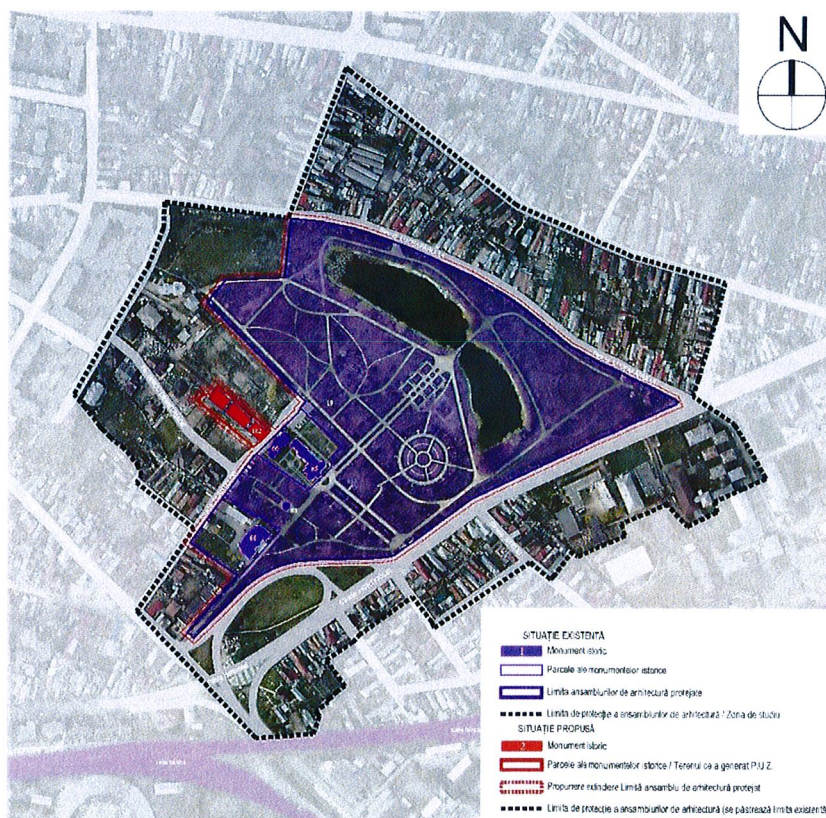 N
SITUAȚIE EXISTENTĂ
1 Monument istoric
Parcele ale monumentelor istorice
Limita ansamblurilor de arhitectură protejate
Limita de protecție a ansamblurilor de arhitectură / Zona de studiu
SITUAȚIE PROPUSĂ
2 Monument istoric
Parcele ale monumentelor istorice / Terenul ce a generat P.U.Z.
Propunere extindere Limită ansamblu de arhitectură protejat
Limita de protecție a ansamblurilor de arhitectură (se păstrează limita existentă